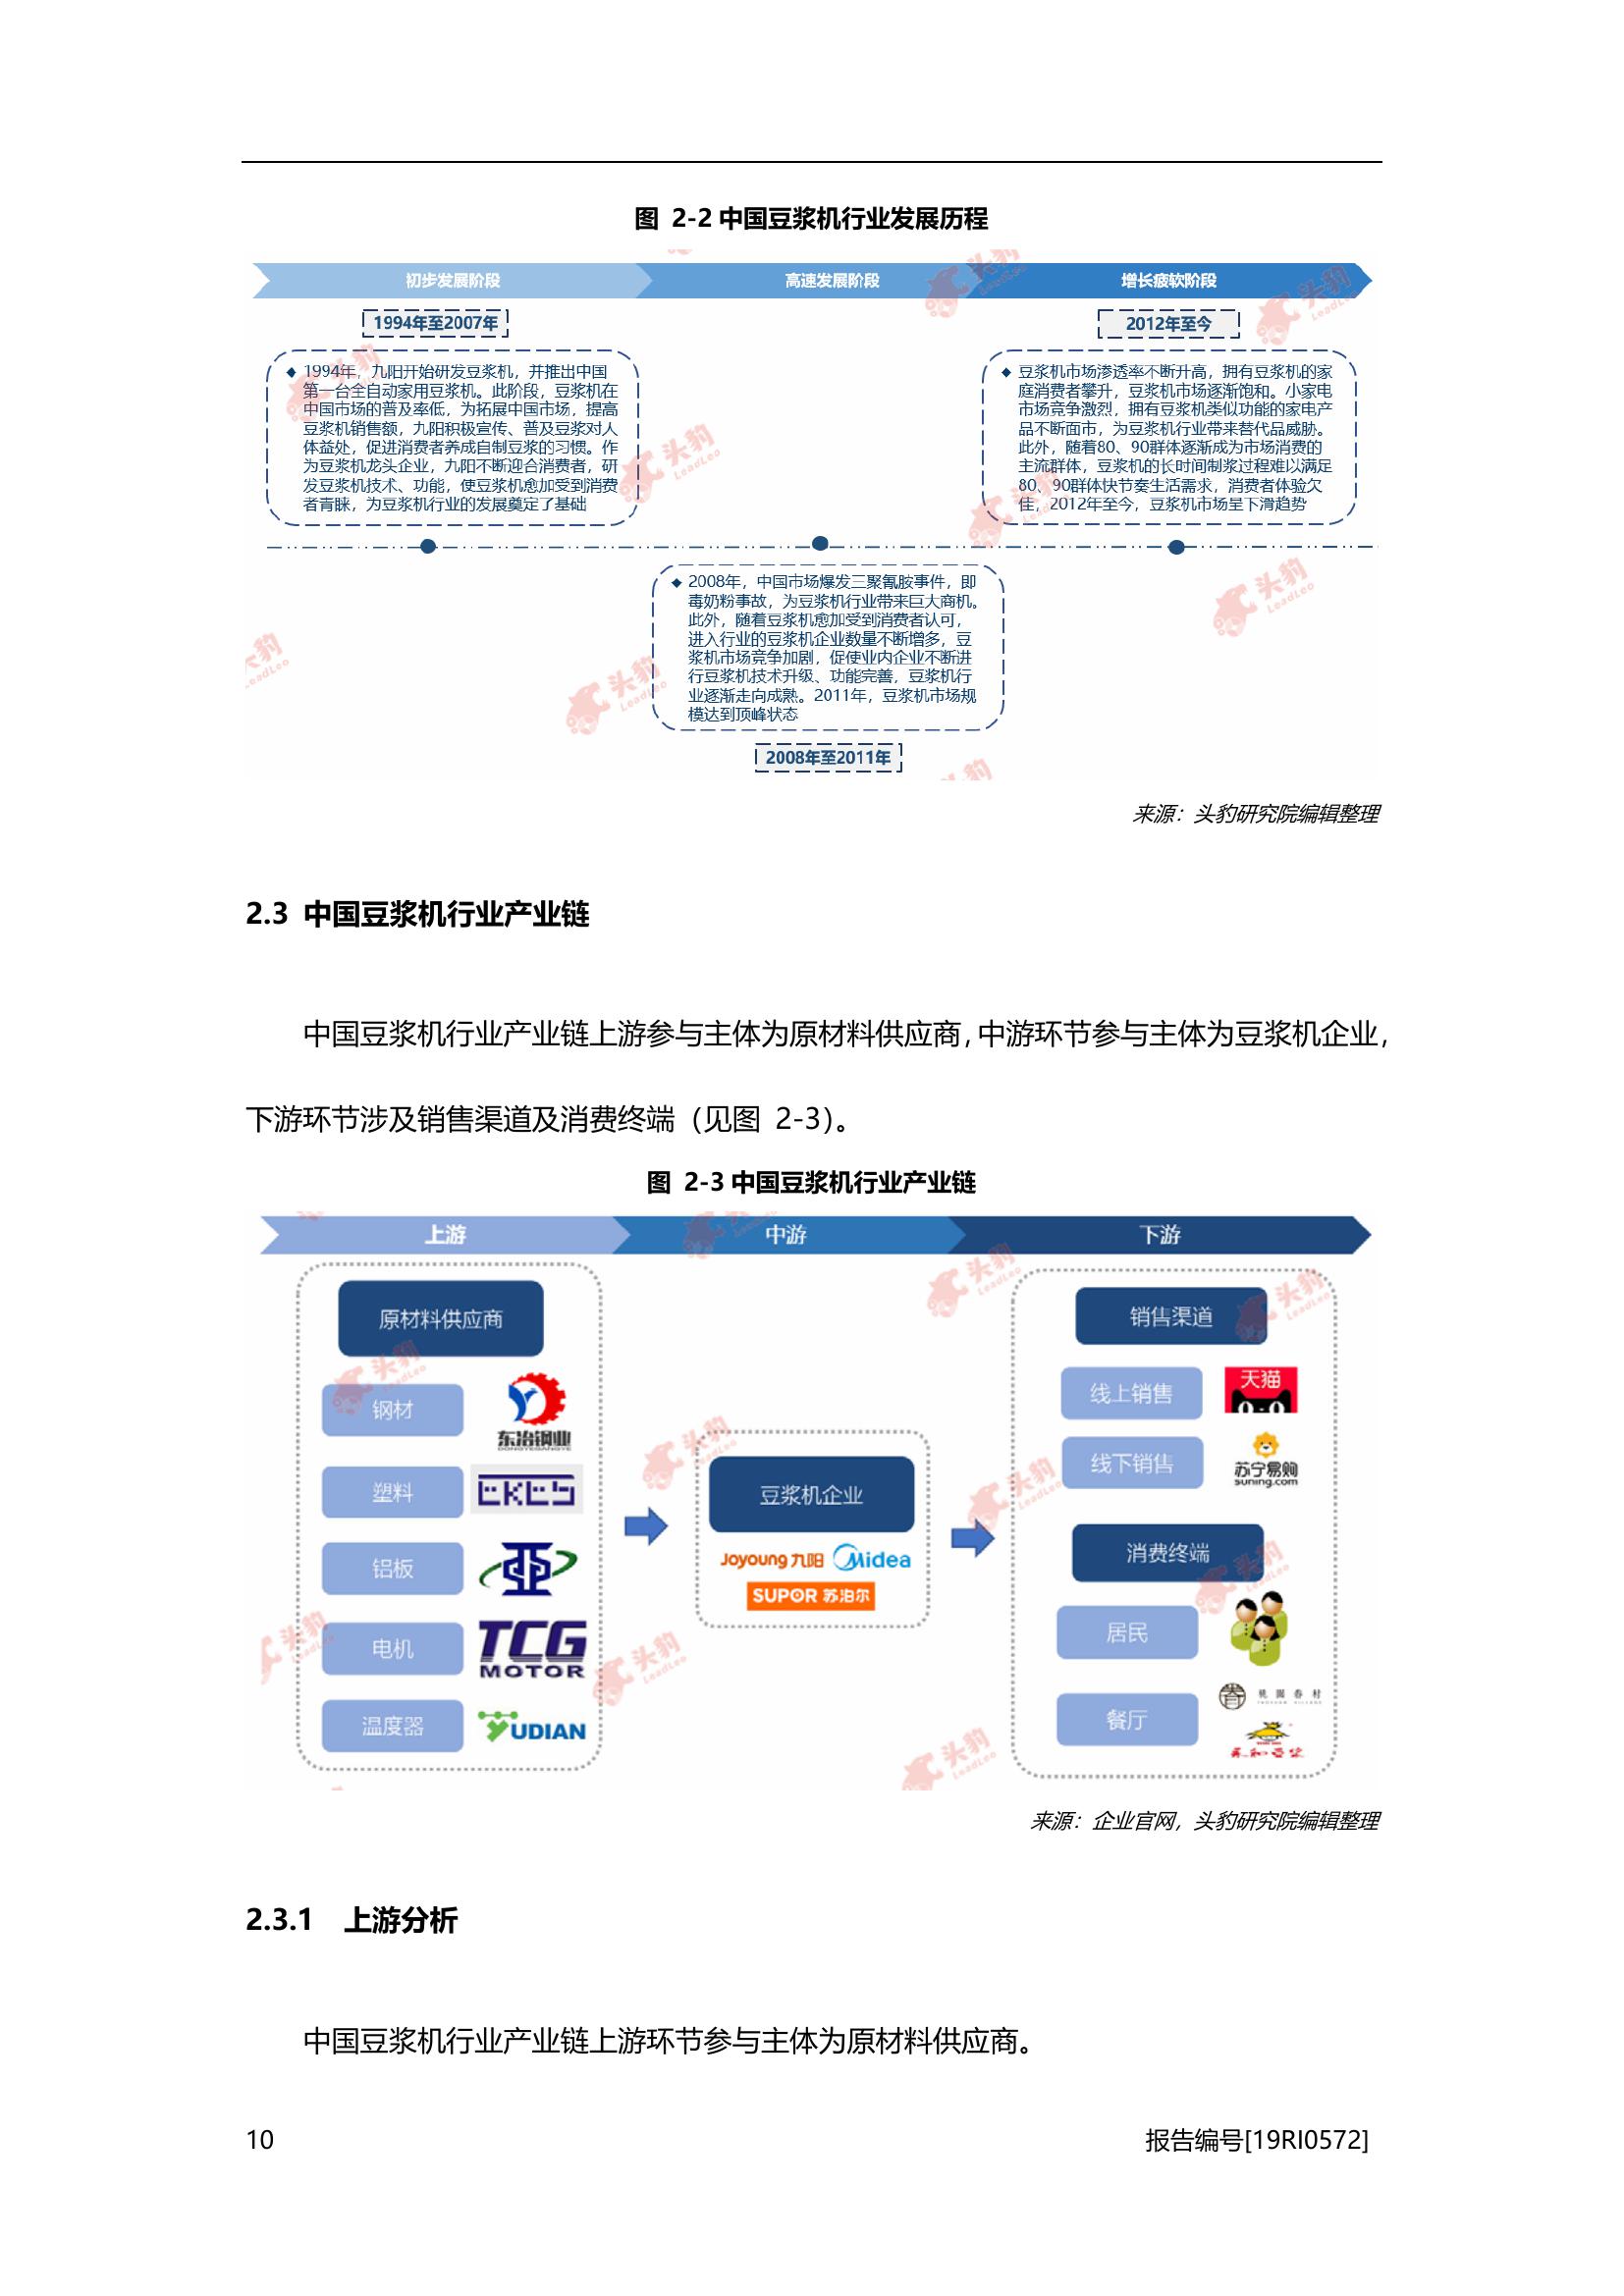 图 2-2 中国豆浆机行业发展历程
初步发展阶段
高速发展阶段
增长疲软阶段
1994年至2007年
1994年，九阳开始研发豆浆机，并推出中国
第一台全自动家用豆浆机。此阶段，豆浆机在
中国市场的普及率低，为拓展中国市场，提高
豆浆机销售额，九阳积极宣传、普及豆浆对人
体益处，促进消费者养成自制豆浆的习惯。作
为豆浆机龙头企业，九阳不断迎合消费者，研
发豆浆机技术、功能，使豆浆机愈加受到消费
者青睐，为豆浆机行业的发展奠定了基础
2012年至今
豆浆机市场渗透率不断升高，拥有豆浆机的家
庭消费者攀升，豆浆机市场逐渐饱和。小家电
市场竞争激烈，拥有豆浆机类似功能的家电产
品不断面市，为豆浆机行业带来替代品威胁。
此外，随着80、90群体逐渐成为市场消费的
主流群体，豆浆机的长时间制浆过程难以满足
80、90群体快节奏生活需求，消费者体验欠
佳，2012年至今，豆浆机市场呈下滑趋势
2008年，中国市场爆发三聚氰胺事件，即
毒奶粉事故，为豆浆机行业带来巨大商机。
此外，随着豆浆机愈加受到消费者认可，
进入行业的豆浆机企业数量不断增多，豆
浆机市场竞争加剧，促使业内企业不断进
行豆浆机技术升级、功能完善，豆浆机行
业逐渐走向成熟。2011年，豆浆机市场规
模达到顶峰状态
2008年至2011年
来源：头豹研究院编辑整理
2.3 中国豆浆机行业产业链
中国豆浆机行业产业链上游参与主体为原材料供应商，中游环节参与主体为豆浆机企业，
下游环节涉及销售渠道及消费终端（见图 2-3）。
图 2-3 中国豆浆机行业产业链
上游
中游
下游
原材料供应商
钢材
东冶钢业
塑料
铝板
电机
TCG
MOTOR
温度器
YUDIAN
豆浆机企业
Joyoung 九阳
Midea
SUPOR 苏泊尔
销售渠道
线上销售
天猫
线下销售
苏宁易购
suning.com
消费终端
居民
餐厅
桃园眷村
永和豆浆
来源：企业官网，头豹研究院编辑整理
2.3.1 上游分析
中国豆浆机行业产业链上游环节参与主体为原材料供应商。
10
报告编号[19RI0572]
头豹
LeadLeo